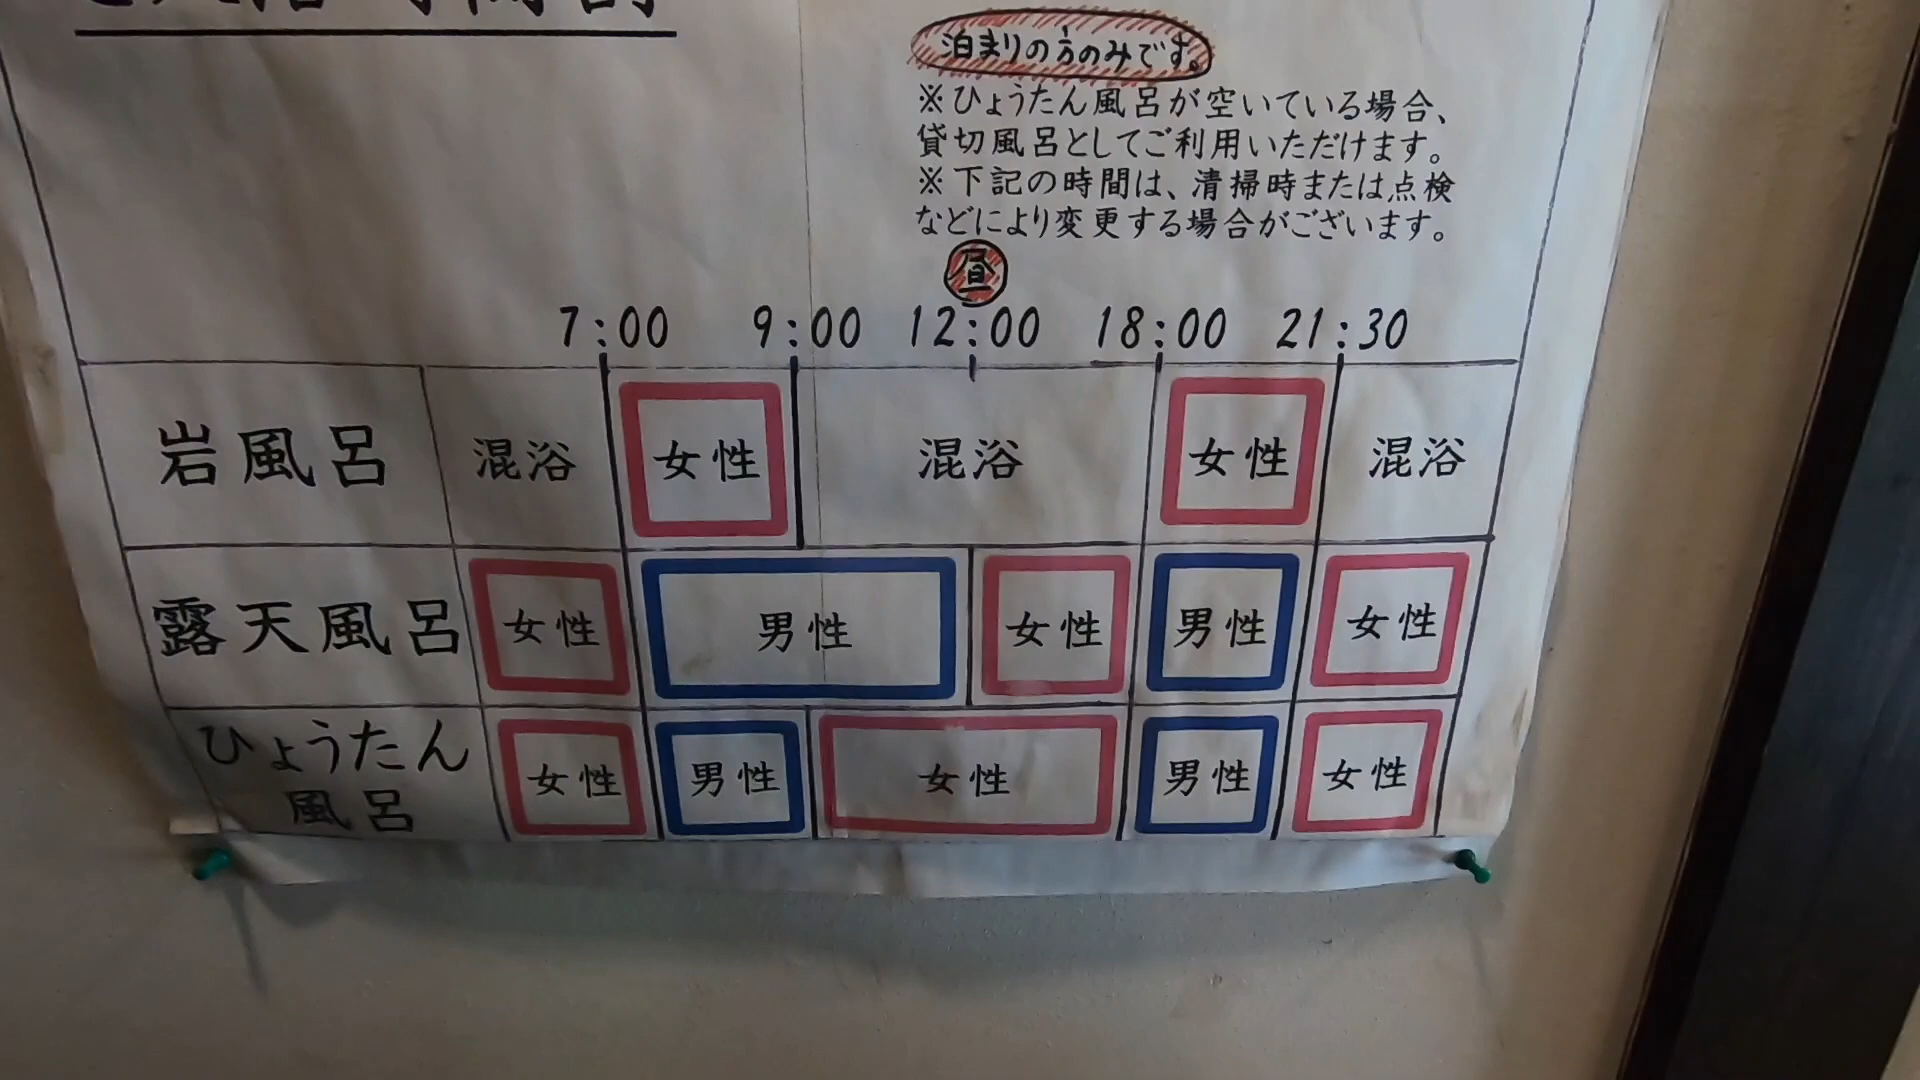 泊まりの方のみです。
※ひょうたん風呂が空いている場合、
貸切風呂としてご利用いただけます。
※下記の時間は、清掃時または点検
などにより変更する場合がございます。
昼
7:00 9:00 12:00 18:00 21:30
岩風呂 混浴 女性 混浴 女性 混浴
露天風呂 女性 男性 女性 男性 女性
ひょうたん
風呂 女性 男性 女性 男性 女性